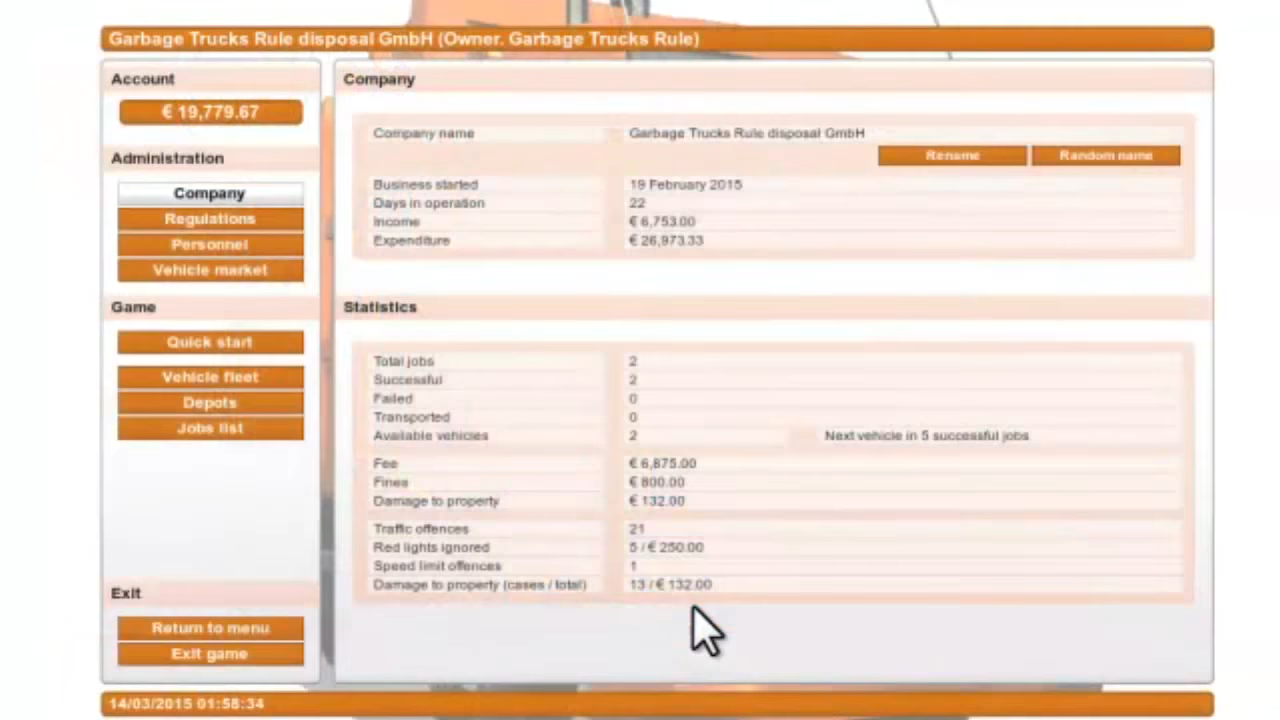 Garbage Trucks Rule disposal GmbH (Owner. Garbage Trucks Rule)
Account
€ 19,779.67
Administration
Company
Regulations
Personnel
Vehicle market
Game
Quick start
Vehicle fleet
Depots
Jobs list
Exit
Return to menu
Exit game
Company
Company name Garbage Trucks Rule disposal GmbH
Rename Random name
Business started 19 February 2015
Days in operation 22
Income € 6,753.00
Expenditure € 26,973.33
Statistics
Total jobs 2
Successful 2
Failed 0
Transported 0
Available vehicles 2 Next vehicle in 5 successful jobs
Fee € 6,875.00
Fines € 800.00
Damage to property € 132.00
Traffic offences 21
Red lights ignored 5 / € 250.00
Speed limit offences 1
Damage to property (cases / total) 13 / € 132.00
14/03/2015 01:58:34